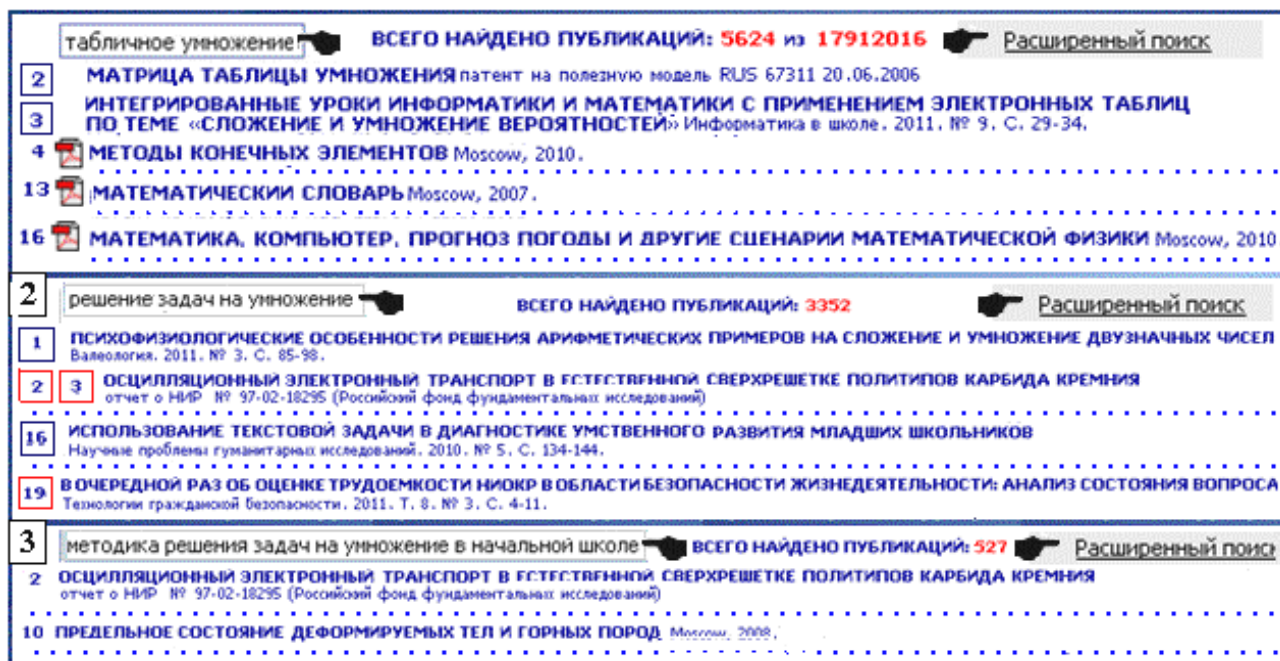 табличное умножение ВСЕГО НАЙДЕНО ПУБЛИКАЦИЙ: 5624 из 17912016 Расширенный поиск
2 МАТРИЦА ТАБЛИЦЫ УМНОЖЕНИЯ патент на полезную модель RUS 67311 20.06.2006
ИНТЕГРИРОВАННЫЕ УРОКИ ИНФОРМАТИКИ И МАТЕМАТИКИ С ПРИМЕНЕНИЕМ ЭЛЕКТРОННЫХ ТАБЛИЦ
3 ПО ТЕМЕ «СЛОЖЕНИЕ И УМНОЖЕНИЕ ВЕРОЯТНОСТЕЙ» Информатика в школе. 2011. № 9. С. 29-34.
4 МЕТОДЫ КОНЕЧНЫХ ЭЛЕМЕНТОВ Moscow, 2010.
13 МАТЕМАТИЧЕСКИИ СЛОВАРЬ Moscow, 2007.
16 МАТЕМАТИКА, КОМПЬЮТЕР, ПРОГНОЗ ПОГОДЫ И ДРУГИЕ СЦЕНАРИИ МАТЕМАТИЧЕСКОЙ ФИЗИКИ Moscow, 2010
2 решение задач на умножение ВСЕГО НАЙДЕНО ПУБЛИКАЦИЙ: 3352 Расширенный поиск
1 ПСИХОФИЗИОЛОГИЧЕСКИЕ ОСОБЕННОСТИ РЕШЕНИЯ АРИФМЕТИЧЕСКИХ ПРИМЕРОВ НА СЛОЖЕНИЕ И УМНОЖЕНИЕ ДВУЗНАЧНЫХ ЧИСЕЛ
Валеология. 2011. № 3. С. 85-98.
2 3 ОСЦИЛЛЯЦИОННЫЙ ЭЛЕКТРОННЫЙ ТРАНСПОРТ В ЕСТЕСТВЕННОЙ СВЕРХРЕШЕТКЕ ПОЛИТИПОВ КАРБИДА КРЕМНИЯ
отчет о НИР № 97-02-18295 (Российский фонд фундаментальных исследований)
16 ИСПОЛЬЗОВАНИЕ ТЕКСТОВОЙ ЗАДАЧИ В ДИАГНОСТИКЕ УМСТВЕННОГО РАЗВИТИЯ МЛАДШИХ ШКОЛЬНИКОВ
Научные проблемы гуманитарных исследований. 2010. № 5. С. 134-144.
19 В ОЧЕРЕДНОЙ РАЗ ОБ ОЦЕНКЕ ТРУДОЕМКОСТИ НИОКР В ОБЛАСТИ БЕЗОПАСНОСТИ ЖИЗНЕДЕЯТЕЛЬНОСТИ: АНАЛИЗ СОСТОЯНИЯ ВОПРОСА
Технологии гражданской безопасности. 2011. Т. 8. № 3. С. 4-11.
3 методика решения задач на умножение в начальной школе ВСЕГО НАЙДЕНО ПУБЛИКАЦИЙ: 527 Расширенный поиск
2 ОСЦИЛЛЯЦИОННЫЙ ЭЛЕКТРОННЫЙ ТРАНСПОРТ В ЕСТЕСТВЕННОЙ СВЕРХРЕШЕТКЕ ПОЛИТИПОВ КАРБИДА КРЕМНИЯ
отчет о НИР № 97-02-18295 (Российский фонд фундаментальных исследований)
10 ПРЕДЕЛЬНОЕ СОСТОЯНИЕ ДЕФОРМИРУЕМЫХ ТЕЛ И ГОРНЫХ ПОРОД Moscow, 2008,